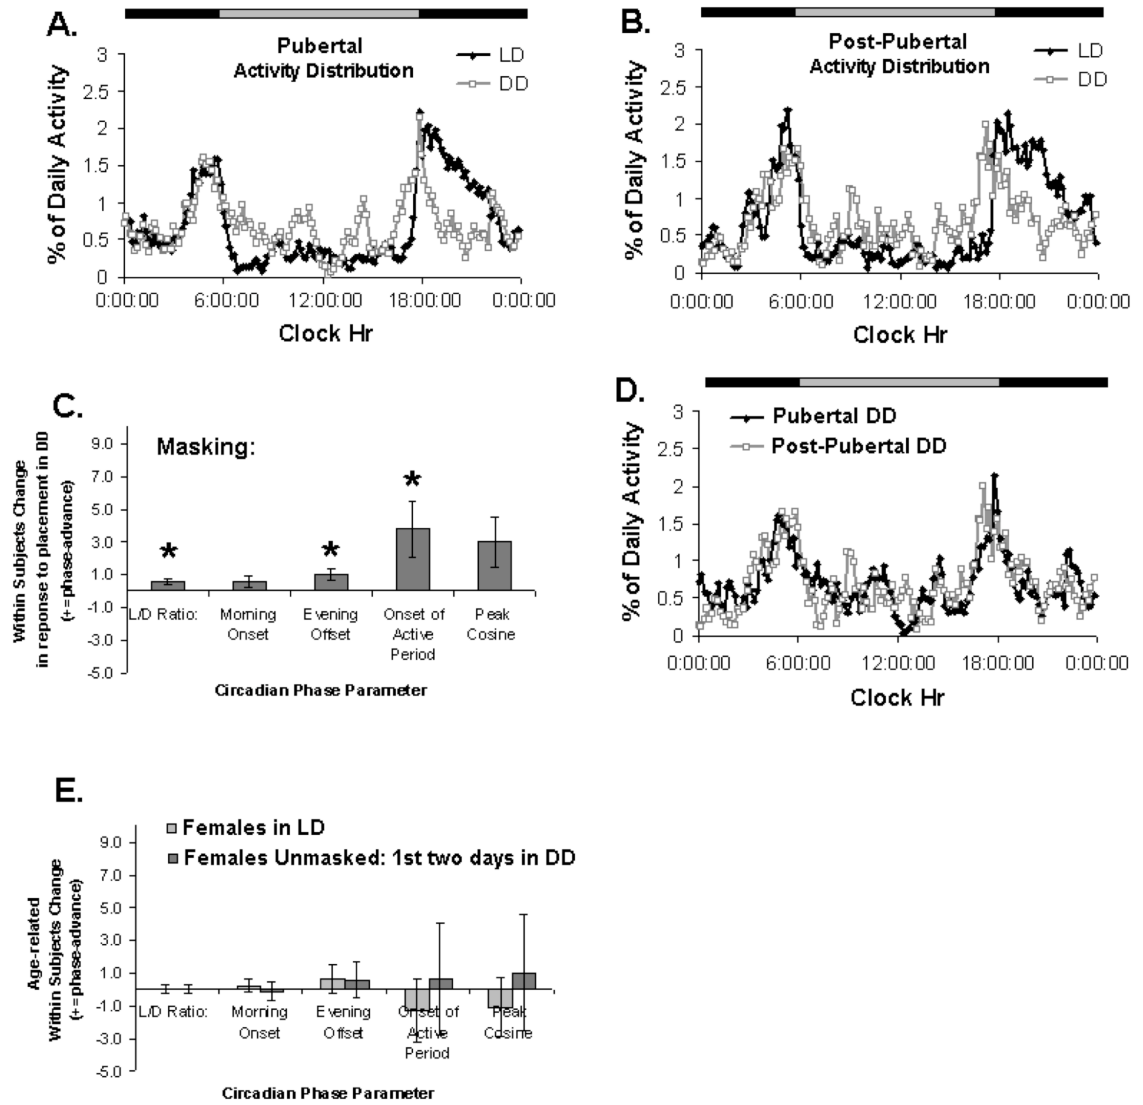 A.
Pubertal
Activity Distribution
LD
DD
% of Daily Activity
3
2.5
2
1.5
1
0.5
0
0:00:00 6:00:00 12:00:00 18:00:00 0:00:00
Clock Hr
B.
Post-Pubertal
Activity Distribution
LD
DD
% of Daily Activity
3
2.5
2
1.5
1
0.5
0
0:00:00 6:00:00 12:00:00 18:00:00 0:00:00
Clock Hr
C.
Masking:
Within Subjects Change
in reponse to placement in DD
(+=phase-advance)
9.0
7.0
5.0
3.0
1.0
-1.0
-3.0
-5.0
* * *
L/D Ratio: Morning Evening Onset of Peak
Onset Offset Active Cosine
Period
Circadian Phase Parameter
D.
Pubertal DD
Post-Pubertal DD
% of Daily Activity
3
2.5
2
1.5
1
0.5
0
0:00:00 6:00:00 12:00:00 18:00:00 0:00:00
Clock Hr
E.
Females in LD
Females Unmasked: 1st two days in DD
Age-related
Within Subjects Change
(+=phase-advance)
9.0
7.0
5.0
3.0
1.0
-1.0
-3.0
-5.0
L/D Ratio: Morning Evening Onset of Peak
Onset Offset Active Cosine
Period
Circadian Phase Parameter